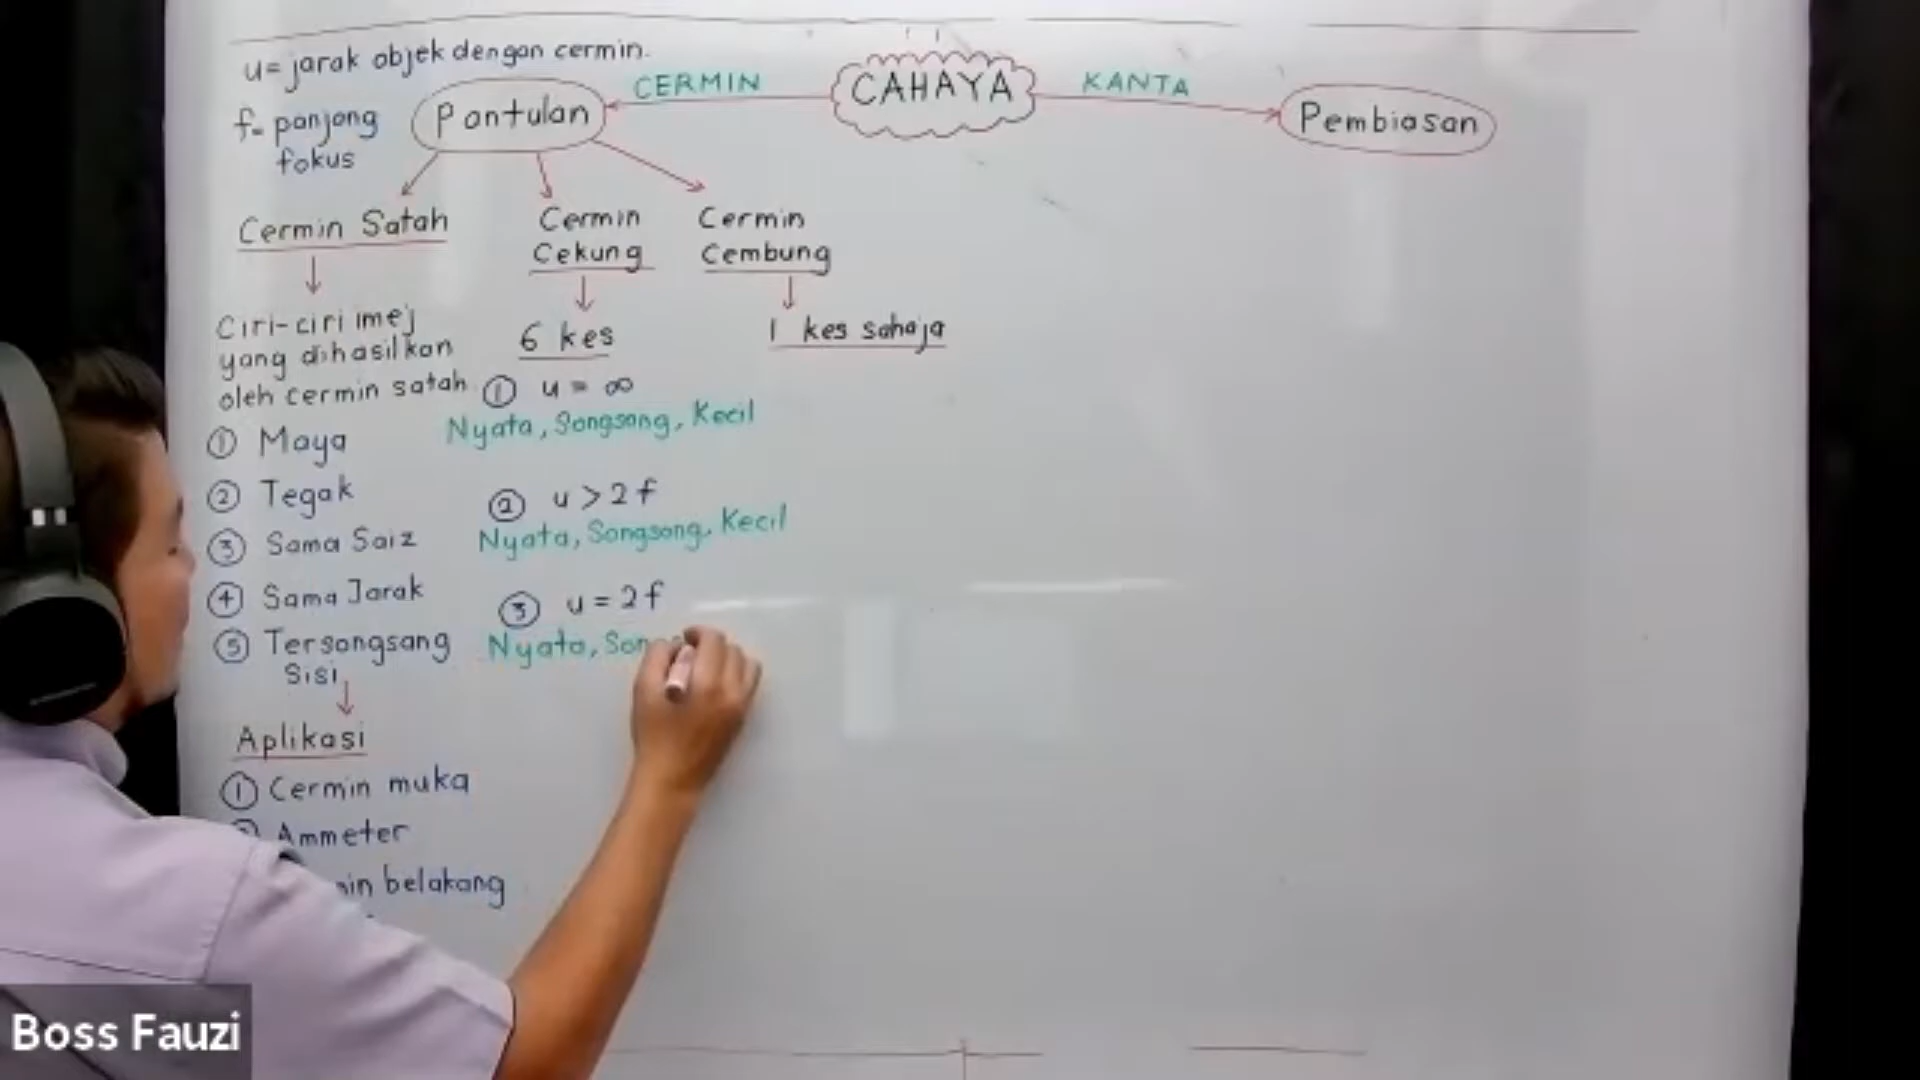 u = jarak objek dengan cermin.
f = panjang
fokus
CAHAYA
CERMIN
KANTA
Pantulan
Pembiasan
Cermin Satah
Ciri-ciri imej
yang dihasilkan
oleh cermin satah
① Maya
② Tegak
③ Sama Saiz
④ Sama Jarak
⑤ Tersongsang
Sisi
Aplikasi
① Cermin muka
Ammeter
belakang
Cermin
Cekung
6 kes
① u = ∞
Nyata, Songsang, Kecil
② u > 2f
Nyata, Songsang, Kecil
③ u = 2f
Nyata,
Cermin
Cembung
1 kes sahaja
Boss Fauzi